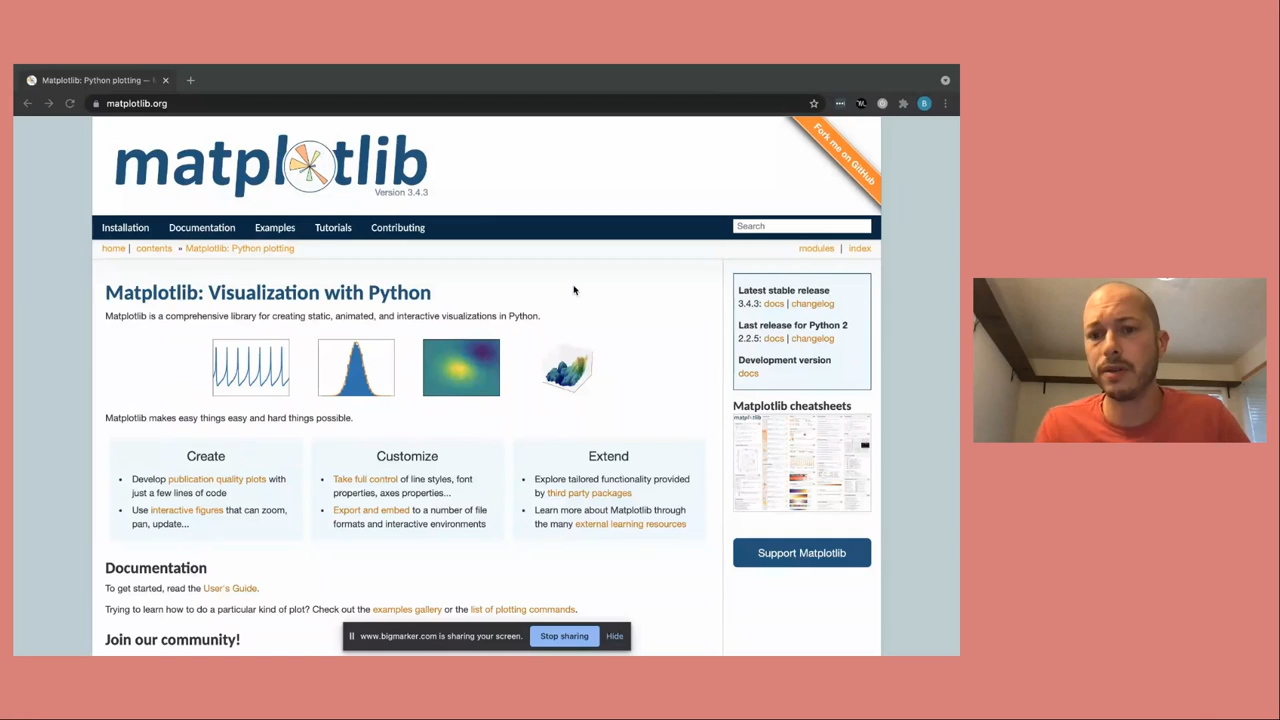 Matplotlib: Python plotting —
matplotlib.org
B
matplotlib
Version 3.4.3
Fork me on GitHub
Installation Documentation Examples Tutorials Contributing
Search
home | contents » Matplotlib: Python plotting
modules | index
Matplotlib: Visualization with Python
Matplotlib is a comprehensive library for creating static, animated, and interactive visualizations in Python.
Matplotlib makes easy things easy and hard things possible.
Create
• Develop publication quality plots with
just a few lines of code
• Use interactive figures that can zoom,
pan, update...
Customize
• Take full control of line styles, font
properties, axes properties...
• Export and embed to a number of file
formats and interactive environments
Extend
• Explore tailored functionality provided
by third party packages
• Learn more about Matplotlib through
the many external learning resources
Documentation
To get started, read the User's Guide.
Trying to learn how to do a particular kind of plot? Check out the examples gallery or the list of plotting commands.
Join our community!
Latest stable release
3.4.3: docs | changelog
Last release for Python 2
2.2.5: docs | changelog
Development version
docs
Matplotlib cheatsheets
Support Matplotlib
www.bigmarker.com is sharing your screen. Stop sharing Hide